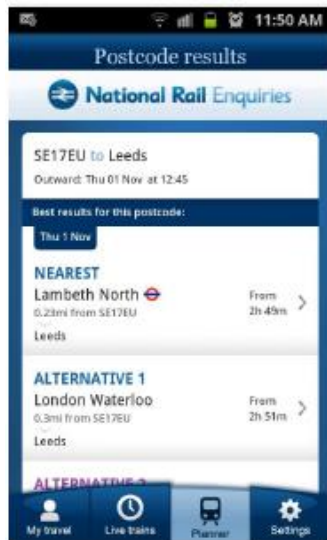 11:50 AM
Postcode results
National Rail Enquiries
SE17EU to Leeds
Outward: Thu 01 Nov at 12:45
Best results for this postcode:
Thu 1 Nov
NEAREST
Lambeth North
From
0.23mi from SE17EU
2h 49m
Leeds
ALTERNATIVE 1
London Waterloo
From
0.3mi from SE17EU
2h 51m
Leeds
ALTERNATIVE 2
My travel
Live trains
Planner
Settings